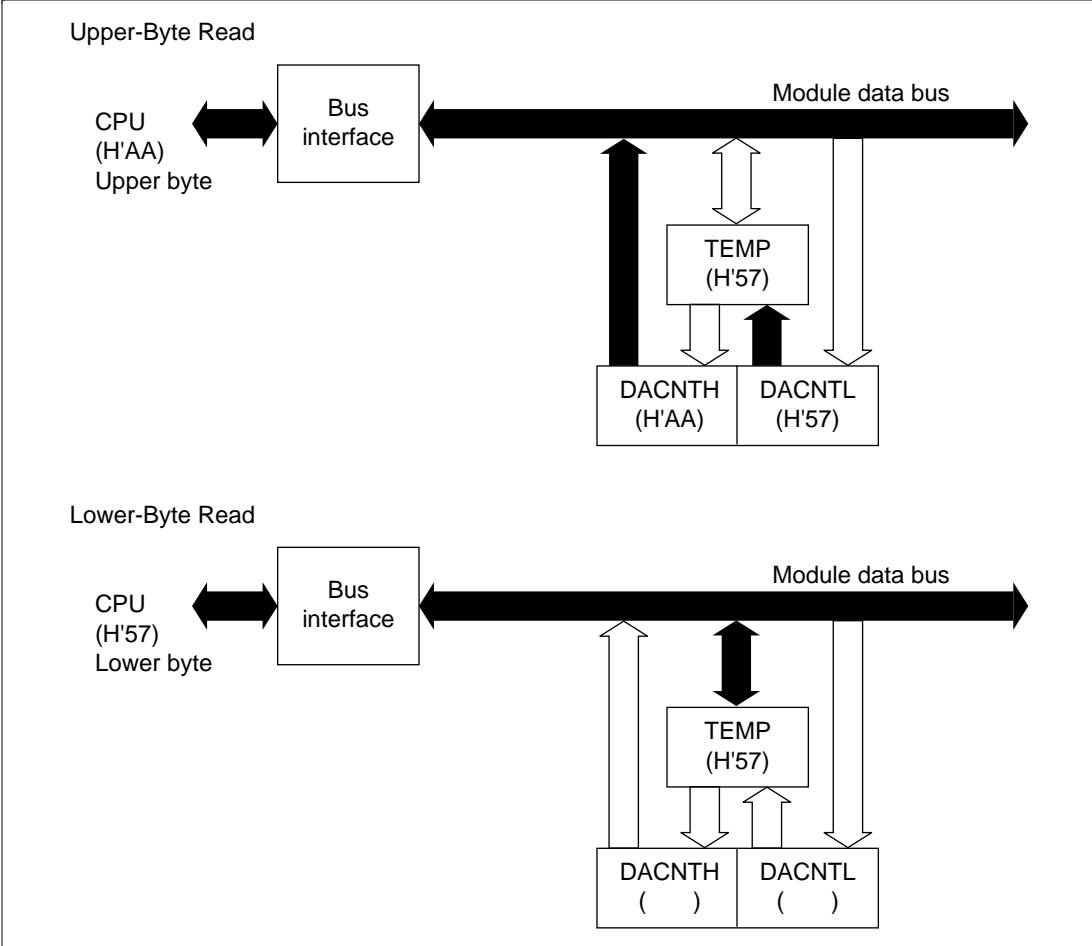 Upper-Byte Read
CPU
(H'AA)
Upper byte
Bus
interface
Module data bus
TEMP
(H'57)
DACNTH
(H'AA)
DACNTL
(H'57)
Lower-Byte Read
CPU
(H'57)
Lower byte
Bus
interface
Module data bus
TEMP
(H'57)
DACNTH
(    )
DACNTL
(    )